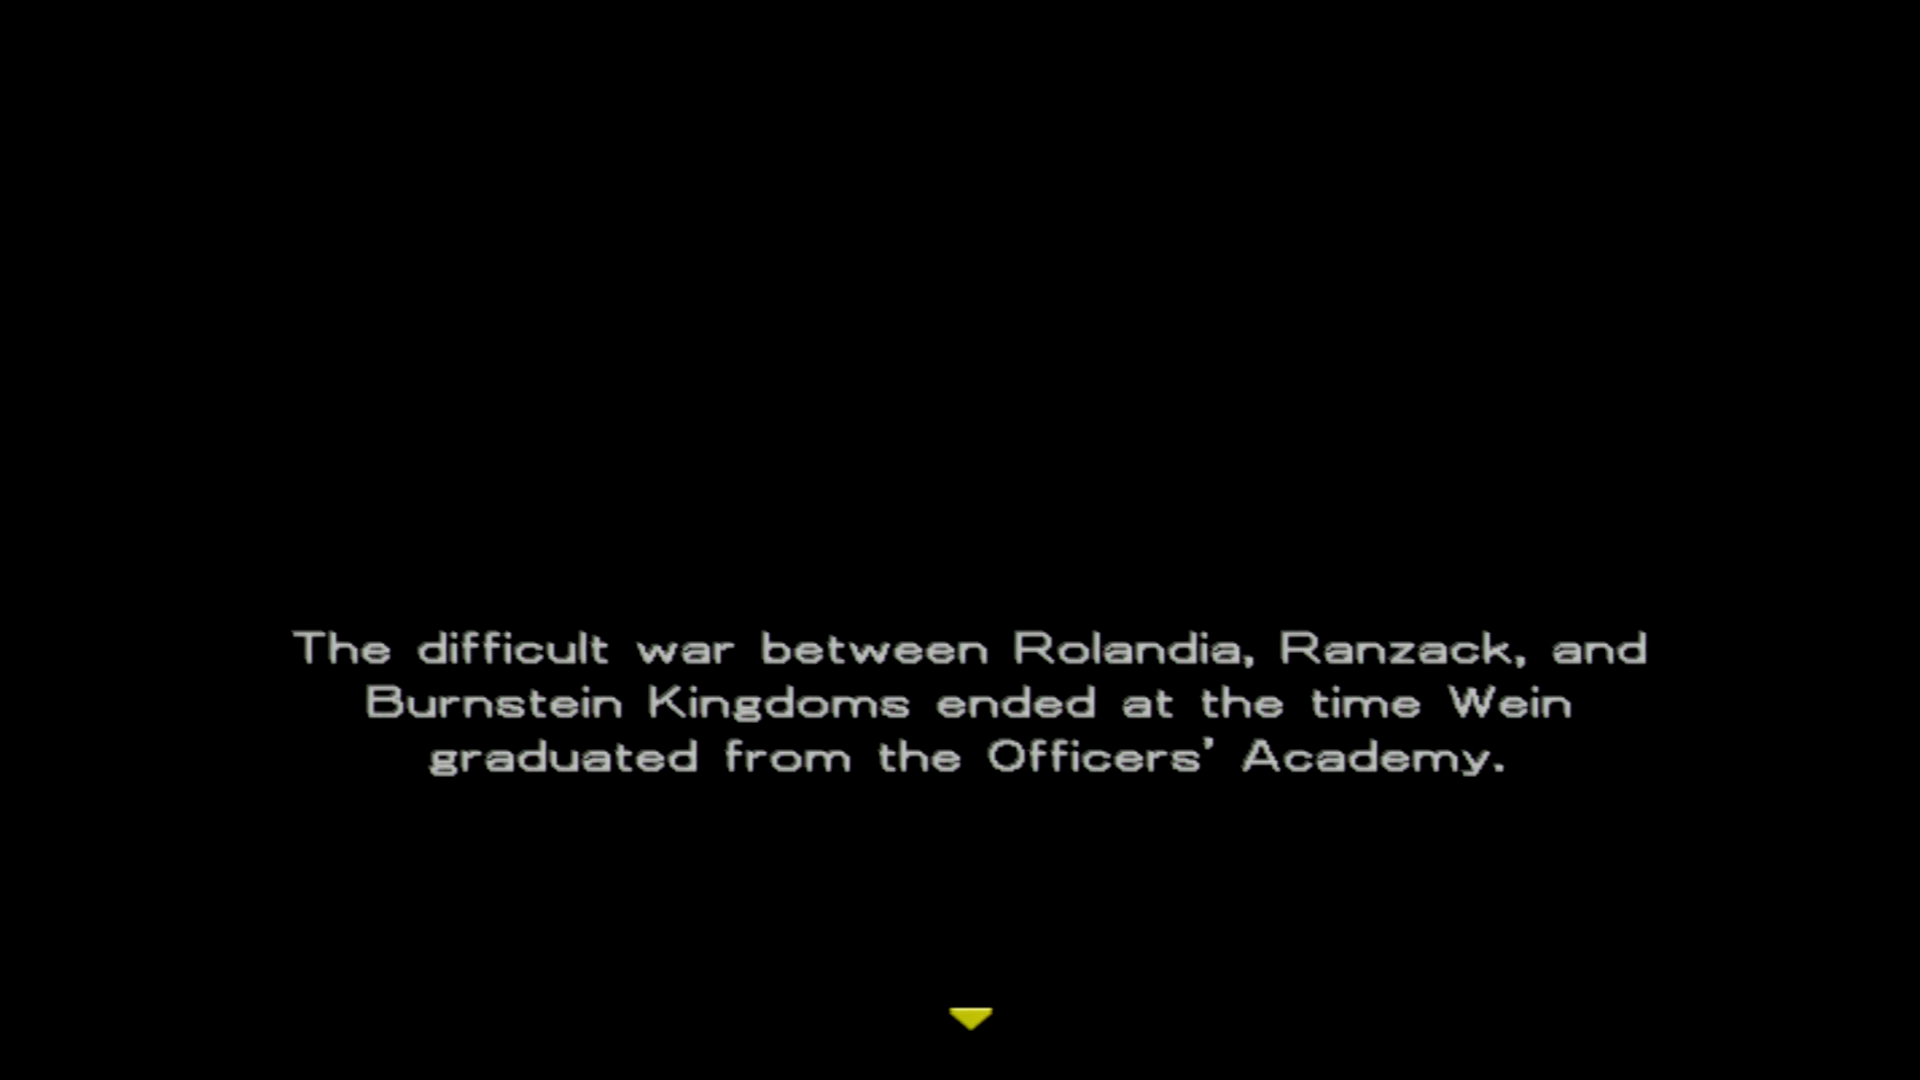 The difficult war between Rolandia, Ranzack, and
Burnstein Kingdoms ended at the time Wein
graduated from the Officers' Academy.